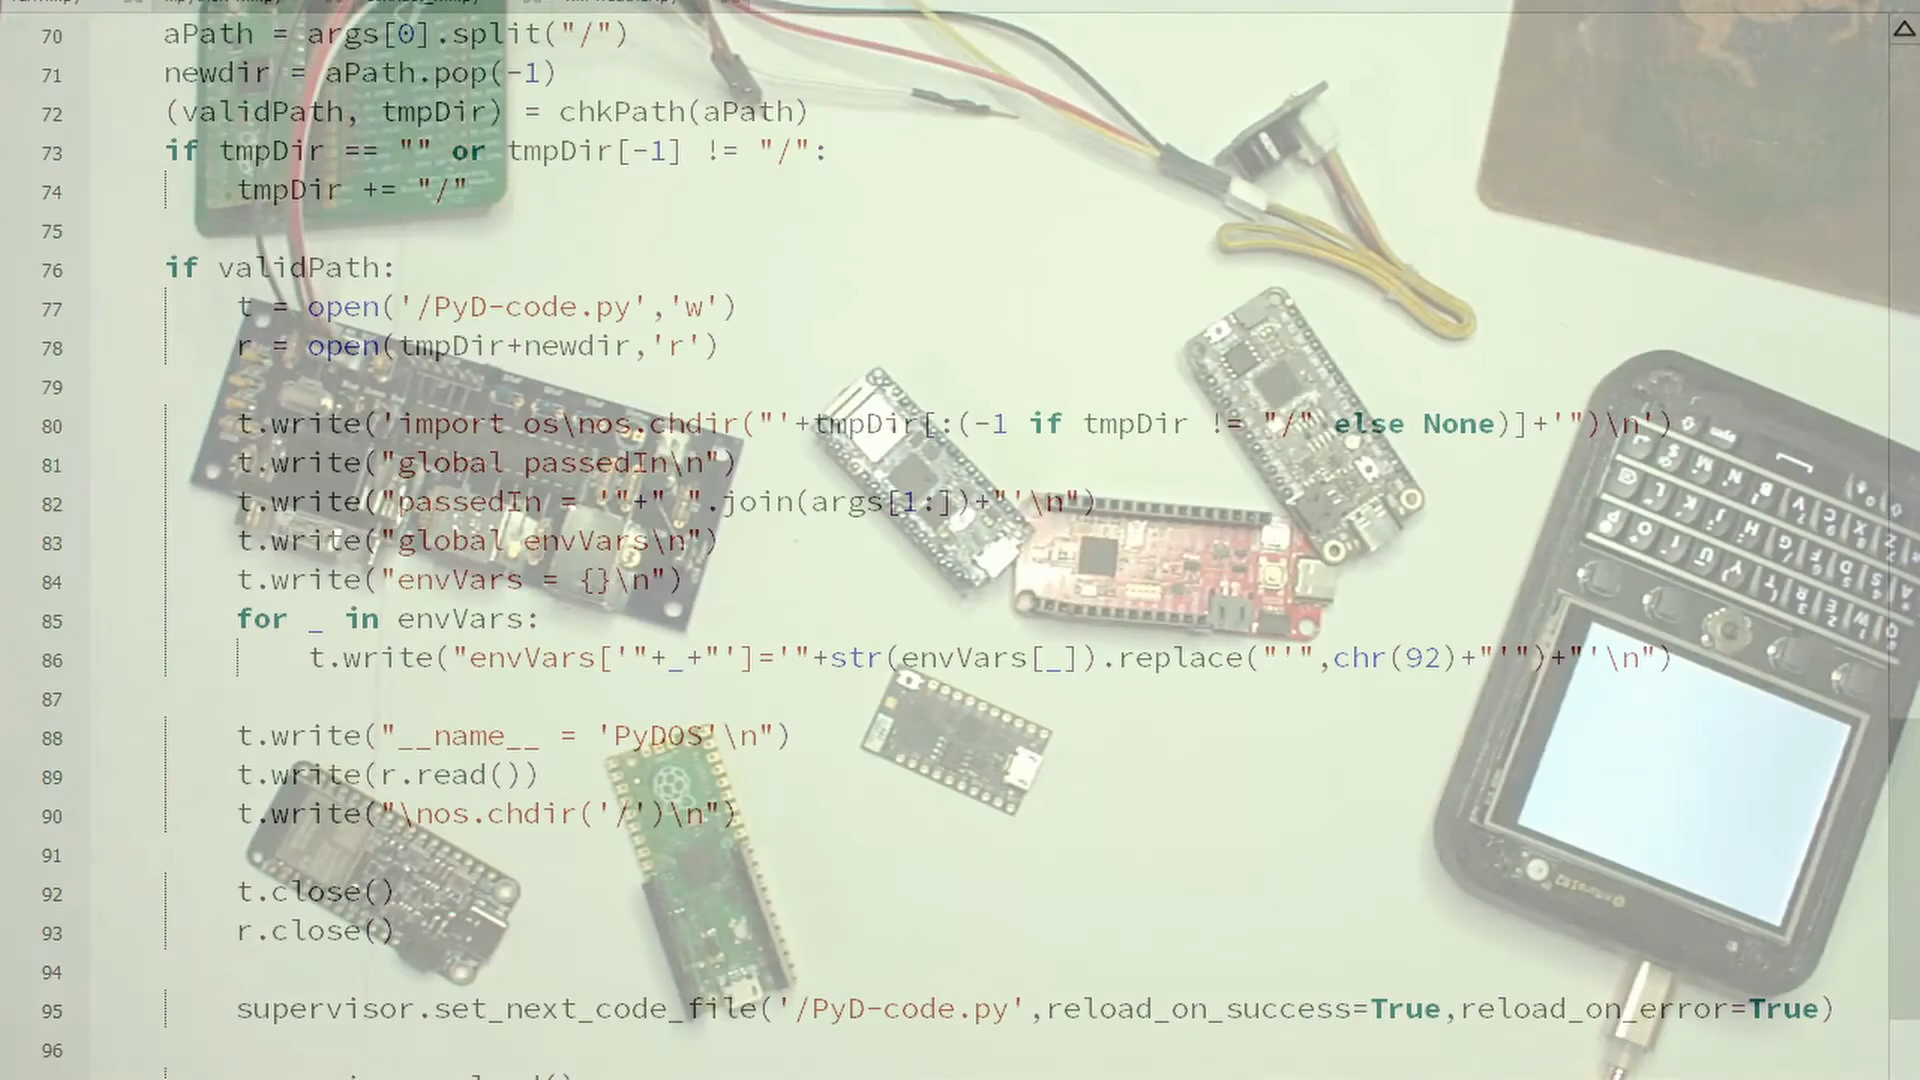 70 aPath = args[0].split("/")
71 newdir = aPath.pop(-1)
72 (validPath, tmpDir) = chkPath(aPath)
73 if tmpDir == "" or tmpDir[-1] != "/":
74 tmpDir += "/"
75
76 if validPath:
77 t = open('/PyD-code.py','w')
78 r = open(tmpDir+newdir,'r')
79
80 t.write('import os\nos.chdir("'+tmpDir[:(-1 if tmpDir != "/" else None)]+'")\n')
81 t.write("global passedIn\n")
82 t.write("passedIn = '"+" ".join(args[1:])+"'\n")
83 t.write("global envVars\n")
84 t.write("envVars = {}\n")
85 for _ in envVars:
86 t.write("envVars['"+_+"']='"+str(envVars[_]).replace("'",chr(92)+"'")+"'\n")
87
88 t.write("__name__ = 'PyDOS'\n")
89 t.write(r.read())
90 t.write("\nos.chdir('/')\n")
91
92 t.close()
93 r.close()
94
95 supervisor.set_next_code_file('/PyD-code.py',reload_on_success=True,reload_on_error=True)
96